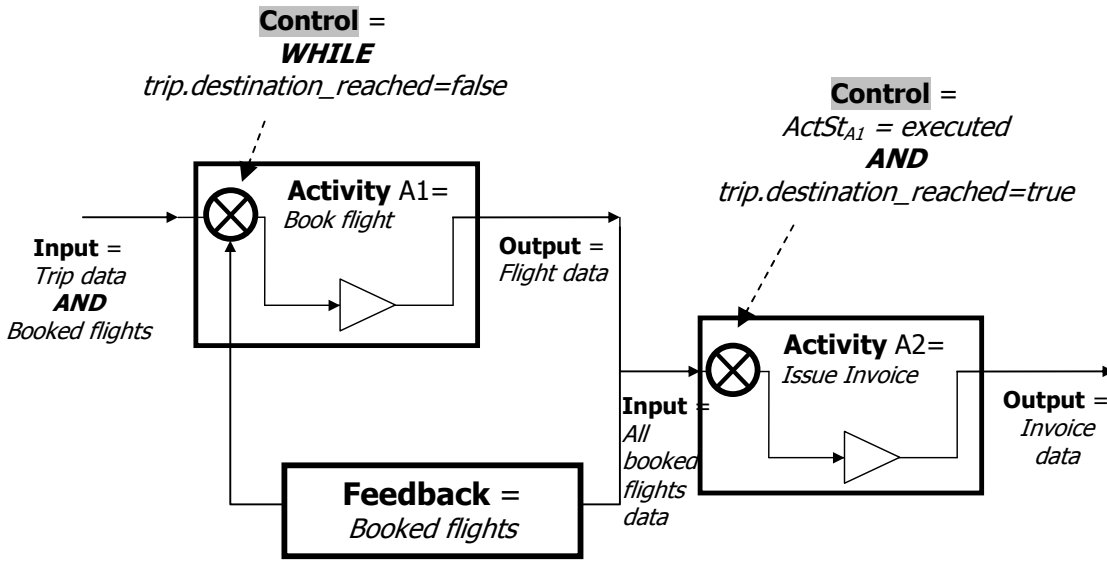 Control =
WHILE
trip.destination_reached=false
Control =
ActSt_A1 = executed
AND
trip.destination_reached=true
Activity A1=
Book flight
Input =
Trip data
AND
Booked flights
Output =
Flight data
Activity A2=
Issue Invoice
Input =
All
booked
flights
data
Output =
Invoice
data
Feedback =
Booked flights